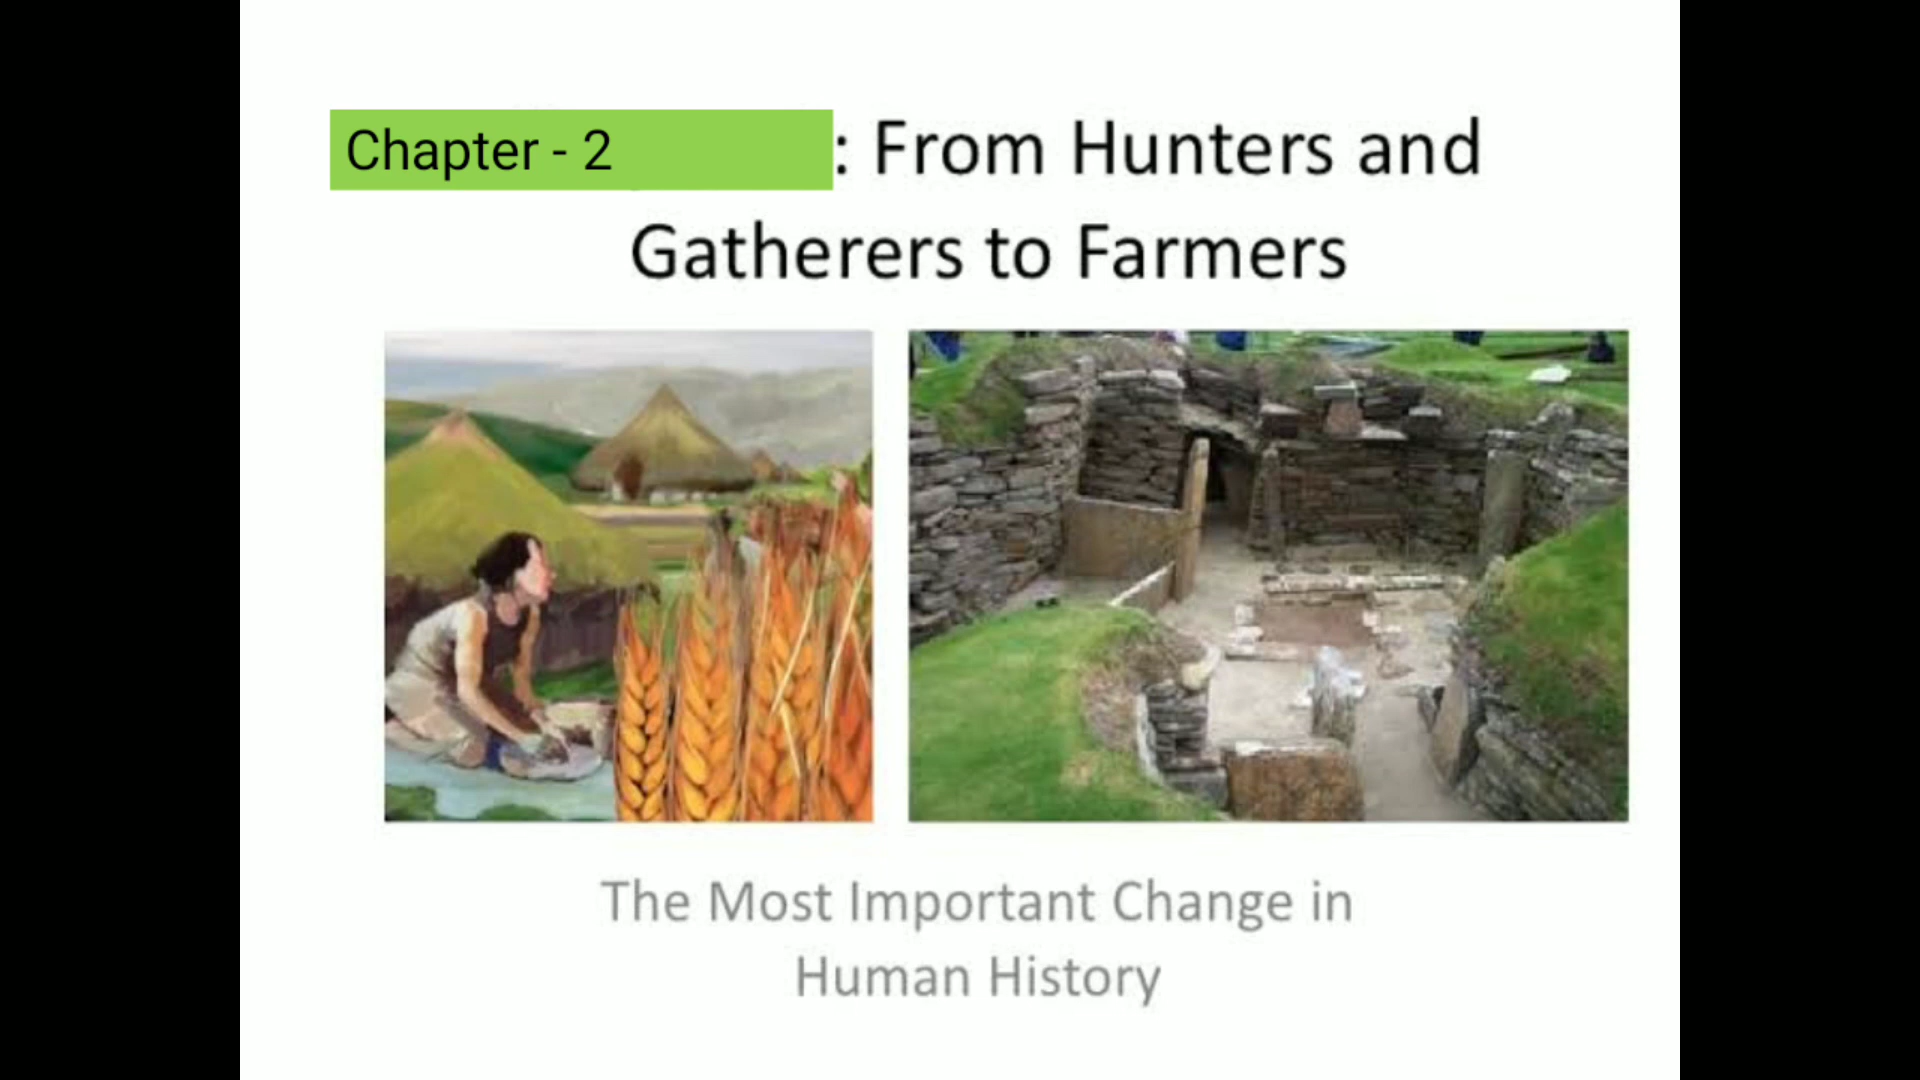 Chapter - 2 : From Hunters and
Gatherers to Farmers
The Most Important Change in
Human History